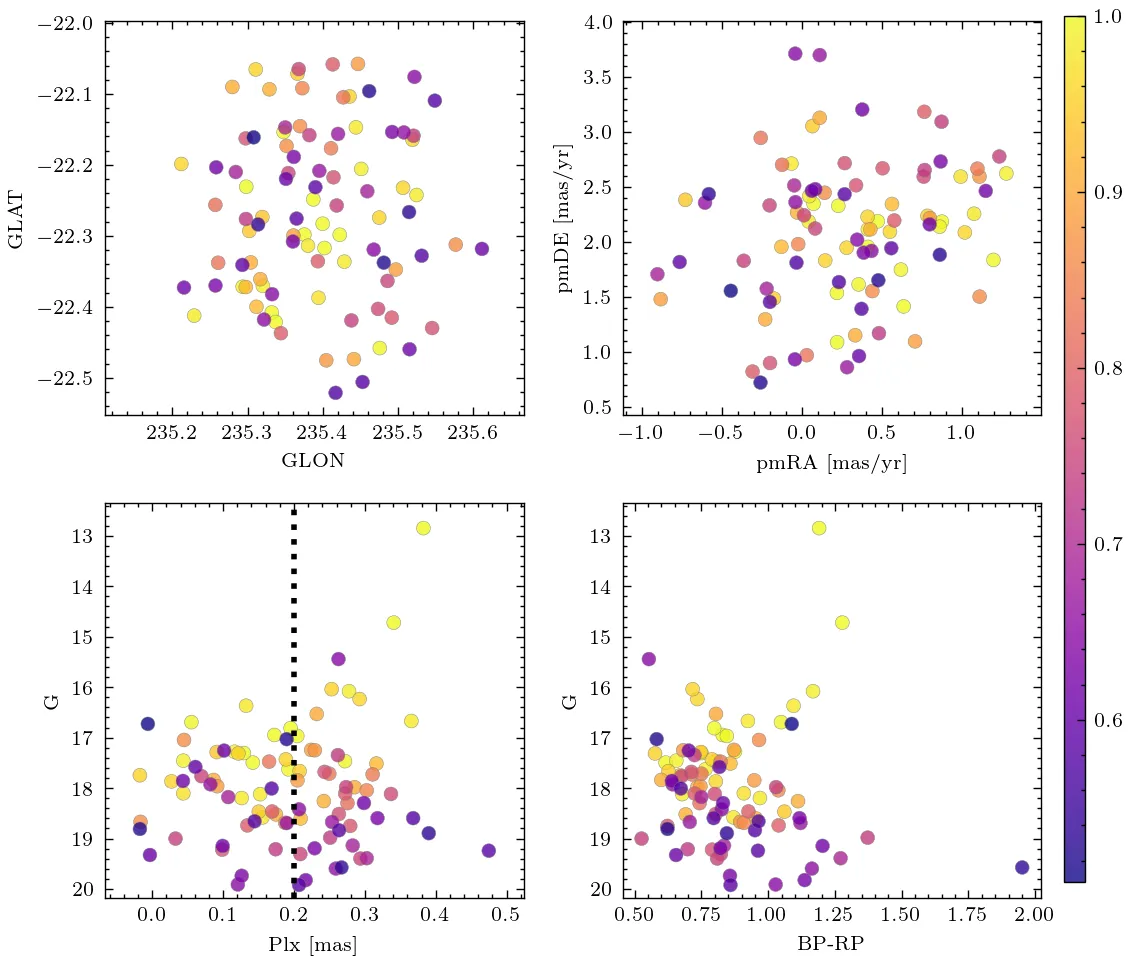 −22.0
−22.1
−22.2
−22.3
−22.4
−22.5
GLAT
235.2 235.3 235.4 235.5 235.6
GLON
4.0
3.5
3.0
2.5
2.0
1.5
1.0
0.5
pmDE [mas/yr]
−1.0 −0.5 0.0 0.5 1.0
pmRA [mas/yr]
13
14
15
16
17
18
19
20
G
0.0 0.1 0.2 0.3 0.4 0.5
Plx [mas]
13
14
15
16
17
18
19
20
G
0.50 0.75 1.00 1.25 1.50 1.75 2.00
BP-RP
1.0
0.9
0.8
0.7
0.6